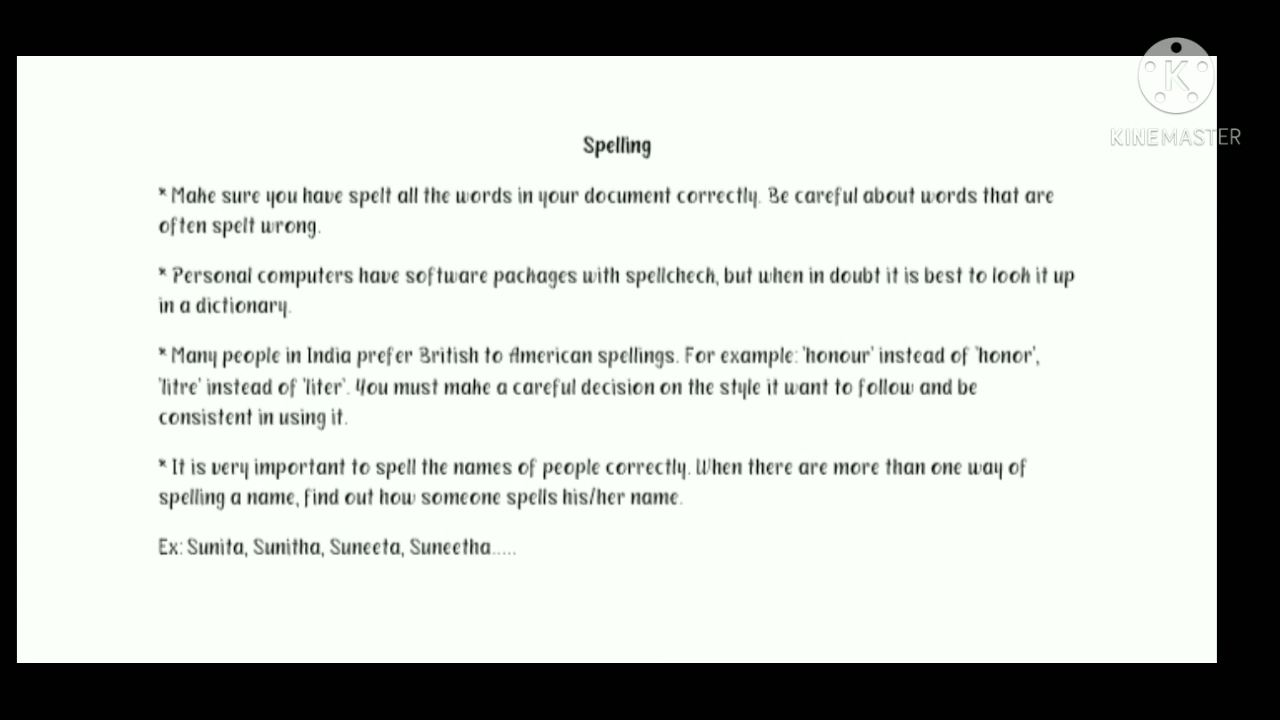 KINEMASTER
Spelling
* Make sure you have spelt all the words in your document correctly. Be careful about words that are
often spelt wrong.
* Personal computers have software packages with spellcheck, but when in doubt it is best to look it up
in a dictionary.
* Many people in India prefer British to American spellings. For example: 'honour' instead of 'honor',
'litre' instead of 'liter'. You must make a careful decision on the style it want to follow and be
consistent in using it.
* It is very important to spell the names of people correctly. When there are more than one way of
spelling a name, find out how someone spells his/her name.
Ex: Sunita, Sunitha, Suneeta, Suneetha.....